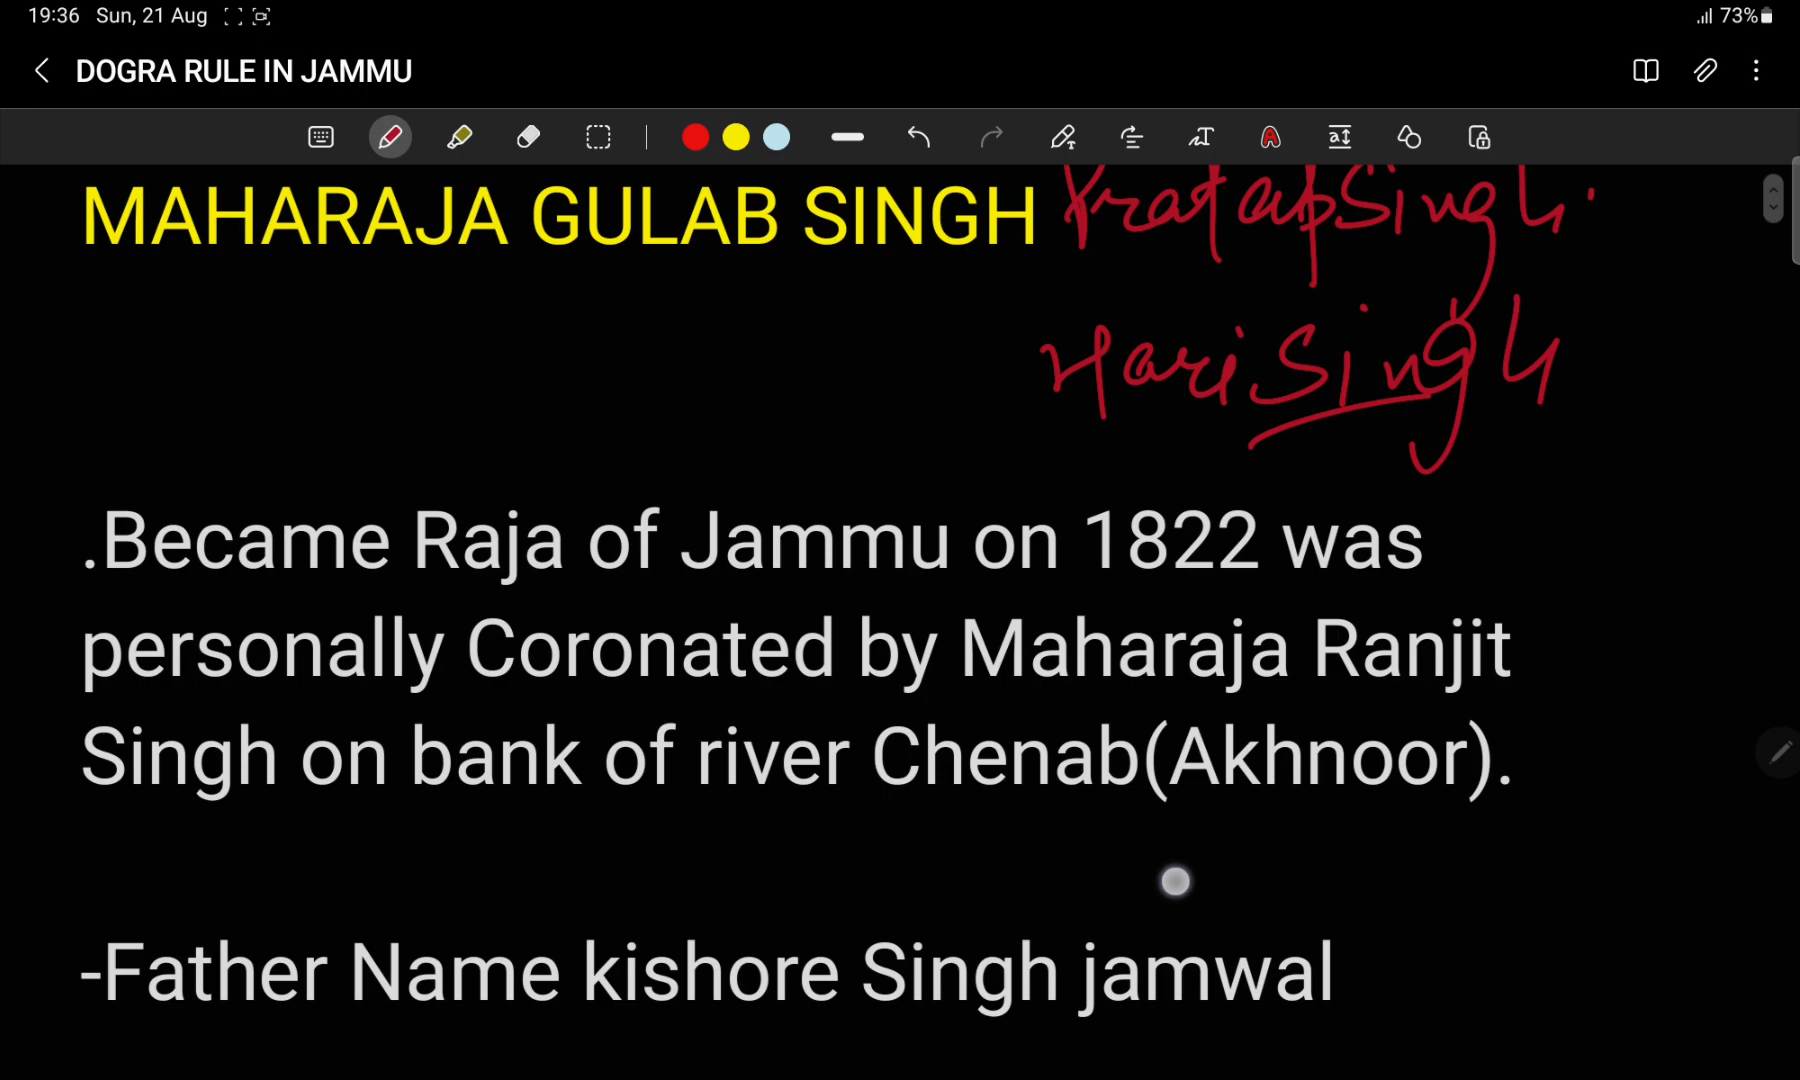 19:36 Sun, 21 Aug 73%
DOGRA RULE IN JAMMU
MAHARAJA GULAB SINGH Pratap Singh.
Hari Singh
.Became Raja of Jammu on 1822 was
personally Coronated by Maharaja Ranjit
Singh on bank of river Chenab(Akhnoor).
-Father Name kishore Singh jamwal